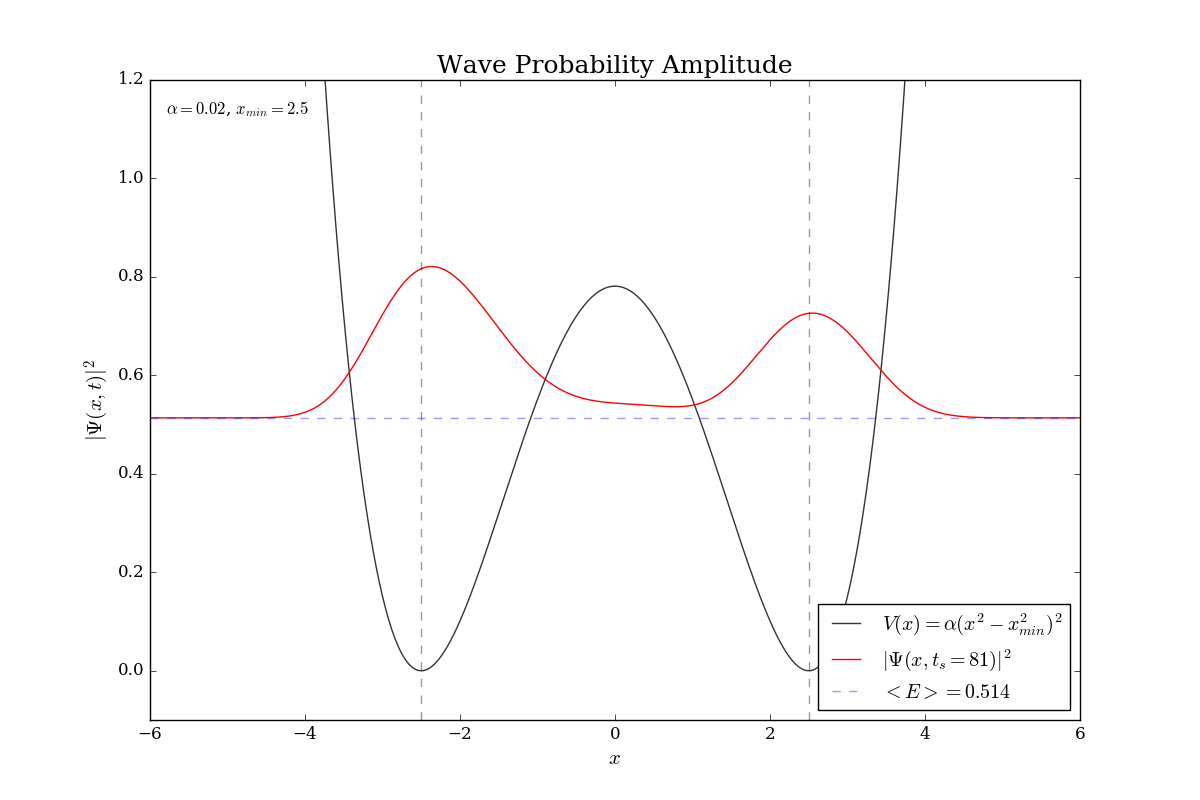 Wave Probability Amplitude
α = 0.02, x_min = 2.5
|Ψ(x, t)|²
1.2
1.0
0.8
0.6
0.4
0.2
0.0
V(x) = α(x² − x²_min)²
|Ψ(x, t_s = 81)|²
< E > = 0.514
−6 −4 −2 0 2 4 6
x